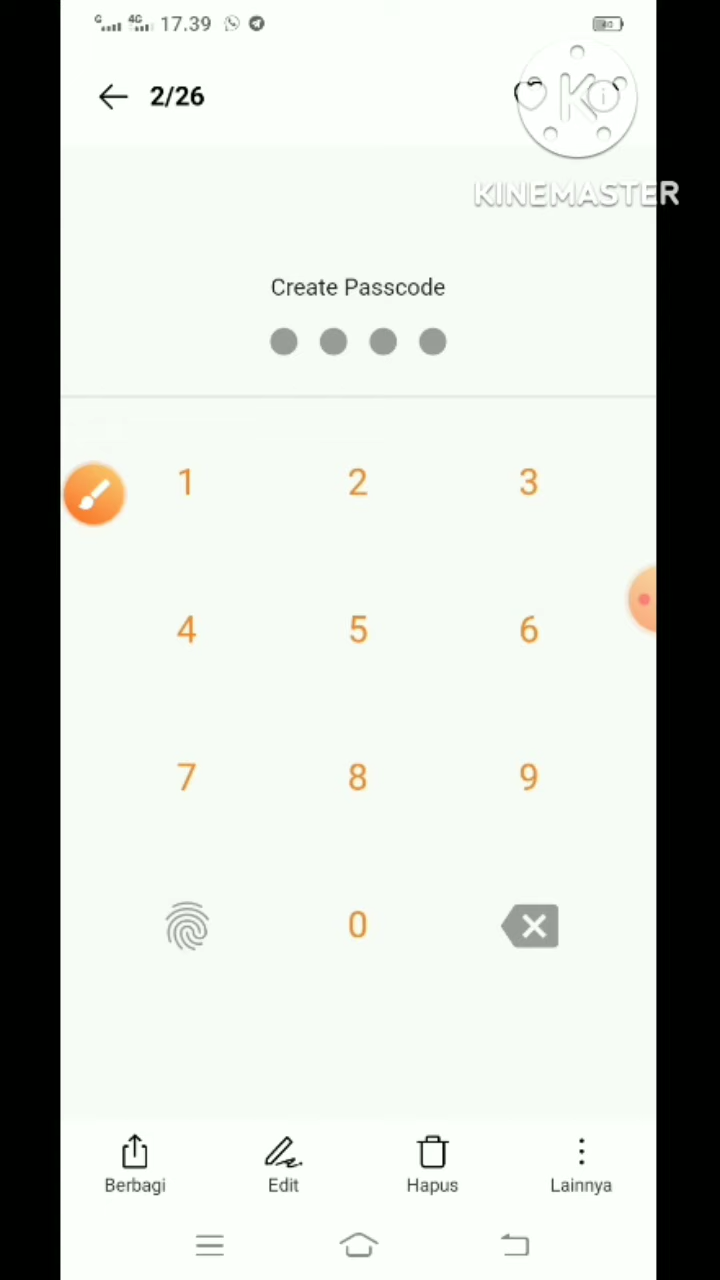 G 4G 17.39
2/26
K
KINEMASTER
Create Passcode
1 2 3
4 5 6
7 8 9
0
Berbagi Edit Hapus Lainnya